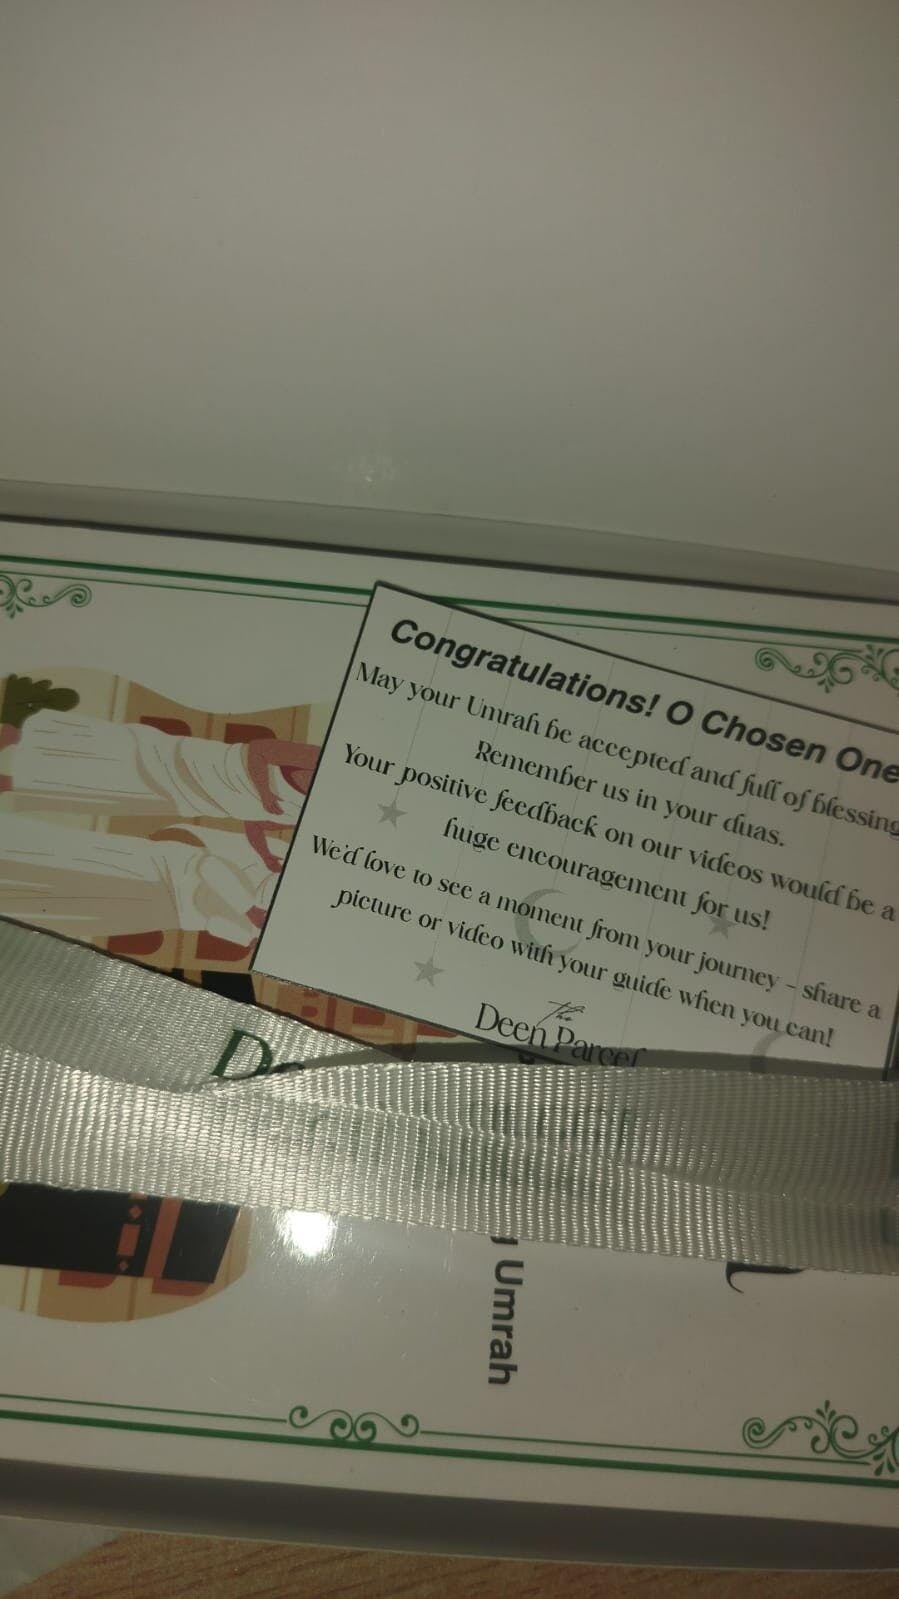 Congratulations! O Chosen One
May your Umrah be accepted and full of blessing
Remember us in your duas.
Your positive feedback on our videos would be a
huge encouragement for us!
We'd love to see a moment from your journey - share a
picture or video with your guide when you can!
The
Deen Parcel
Umrah